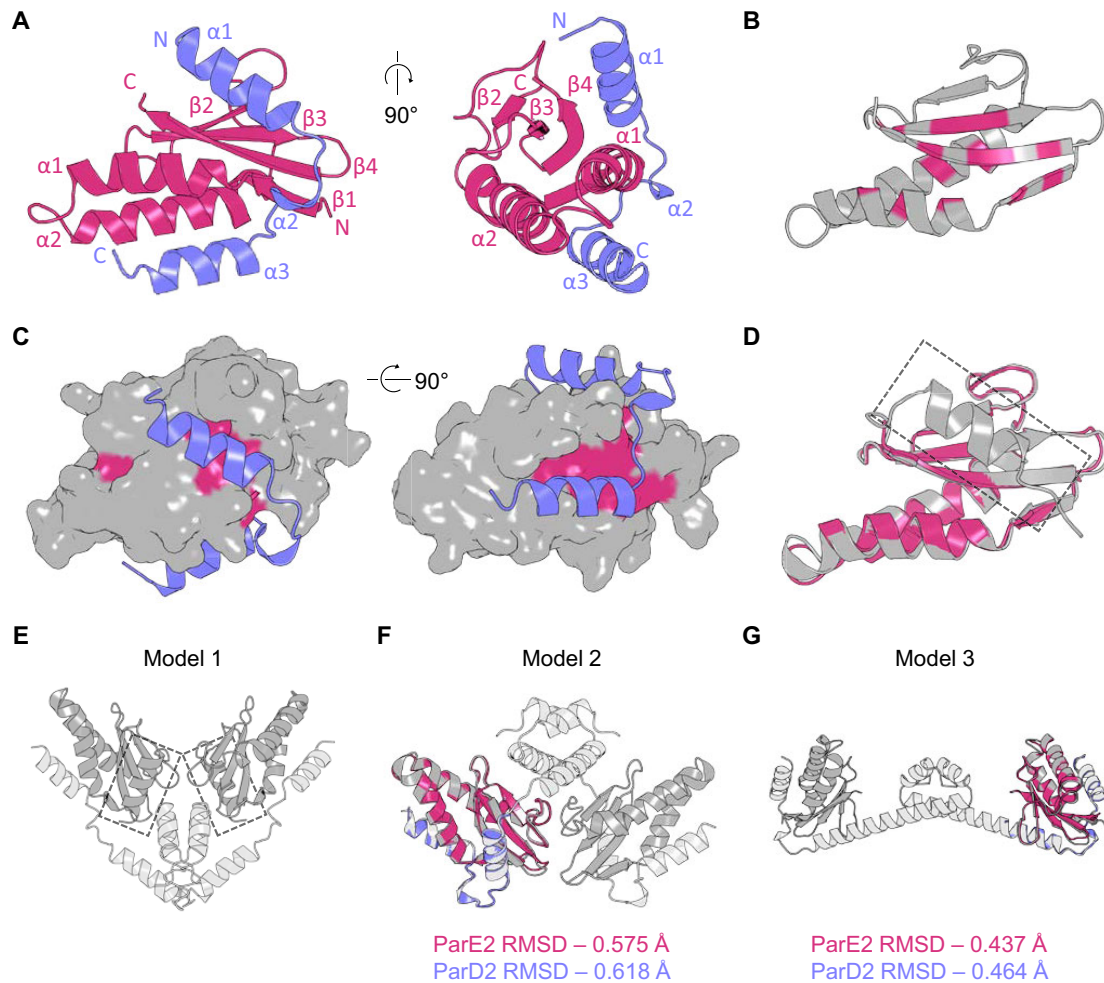 A
N
α1
C
β2
β3
α1
β4
β1
α2
α2
N
C
α3
90°
N
α1
C
β4
β2
β3
α1
α2
α2
C
α3
B
C
90°
D
E
Model 1
F
Model 2
ParE2 RMSD – 0.575 Å
ParD2 RMSD – 0.618 Å
G
Model 3
ParE2 RMSD – 0.437 Å
ParD2 RMSD – 0.464 Å